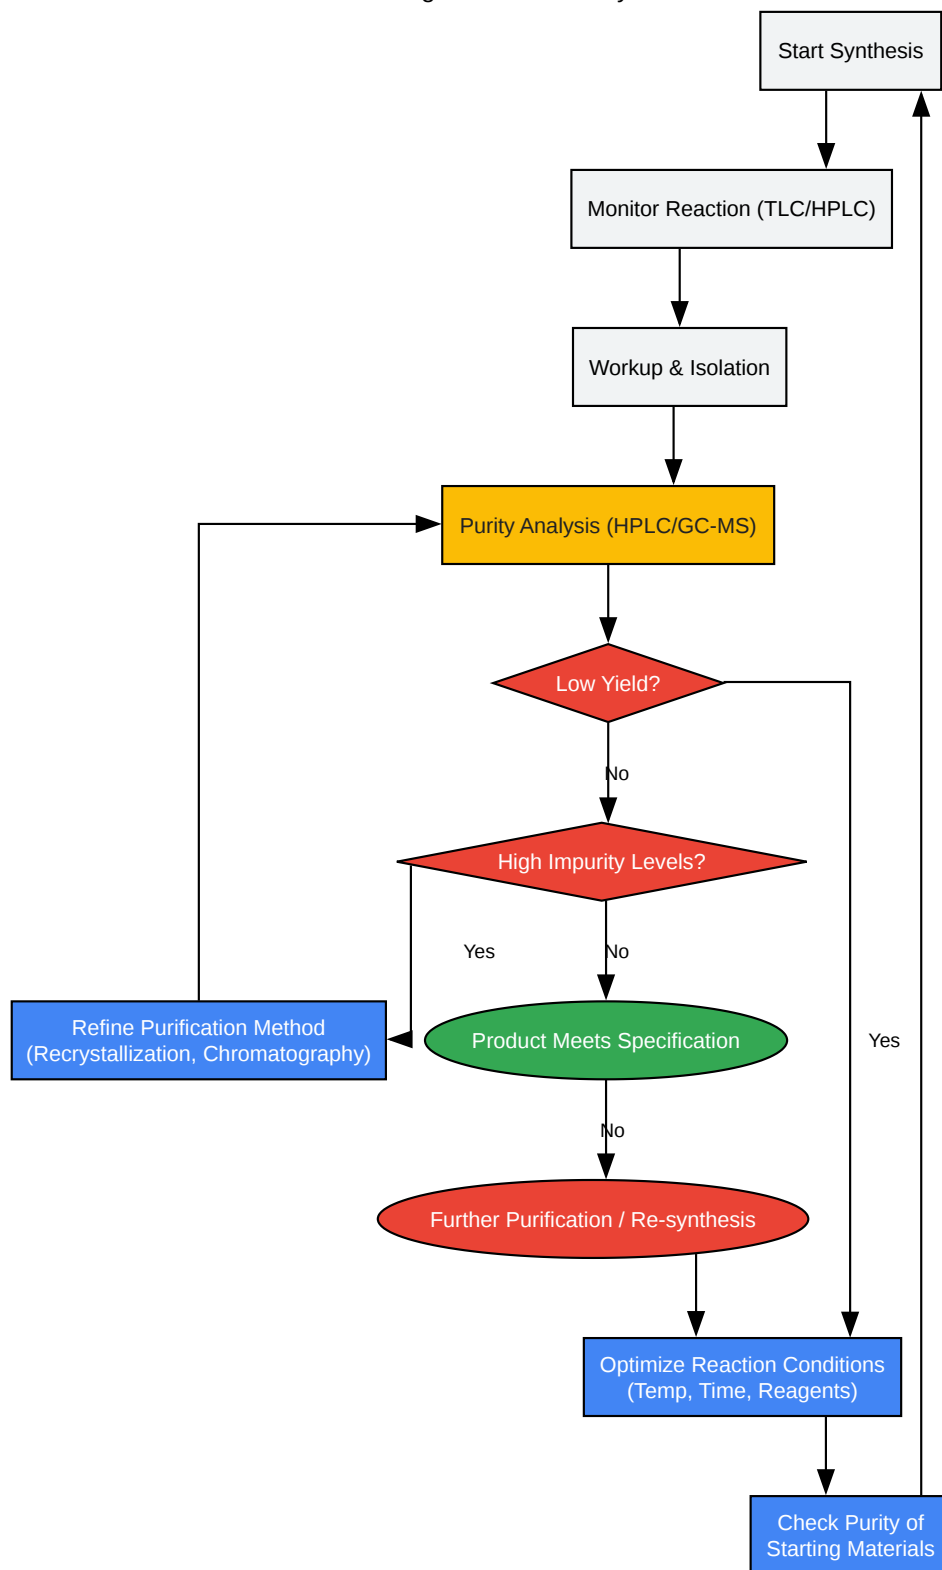 Start Synthesis
Monitor Reaction (TLC/HPLC)
Workup & Isolation
Purity Analysis (HPLC/GC-MS)
Low Yield?
No
High Impurity Levels?
Yes
No
Refine Purification Method
(Recrystallization, Chromatography)
Product Meets Specification
Yes
No
Further Purification / Re-synthesis
Optimize Reaction Conditions
(Temp, Time, Reagents)
Check Purity of
Starting Materials